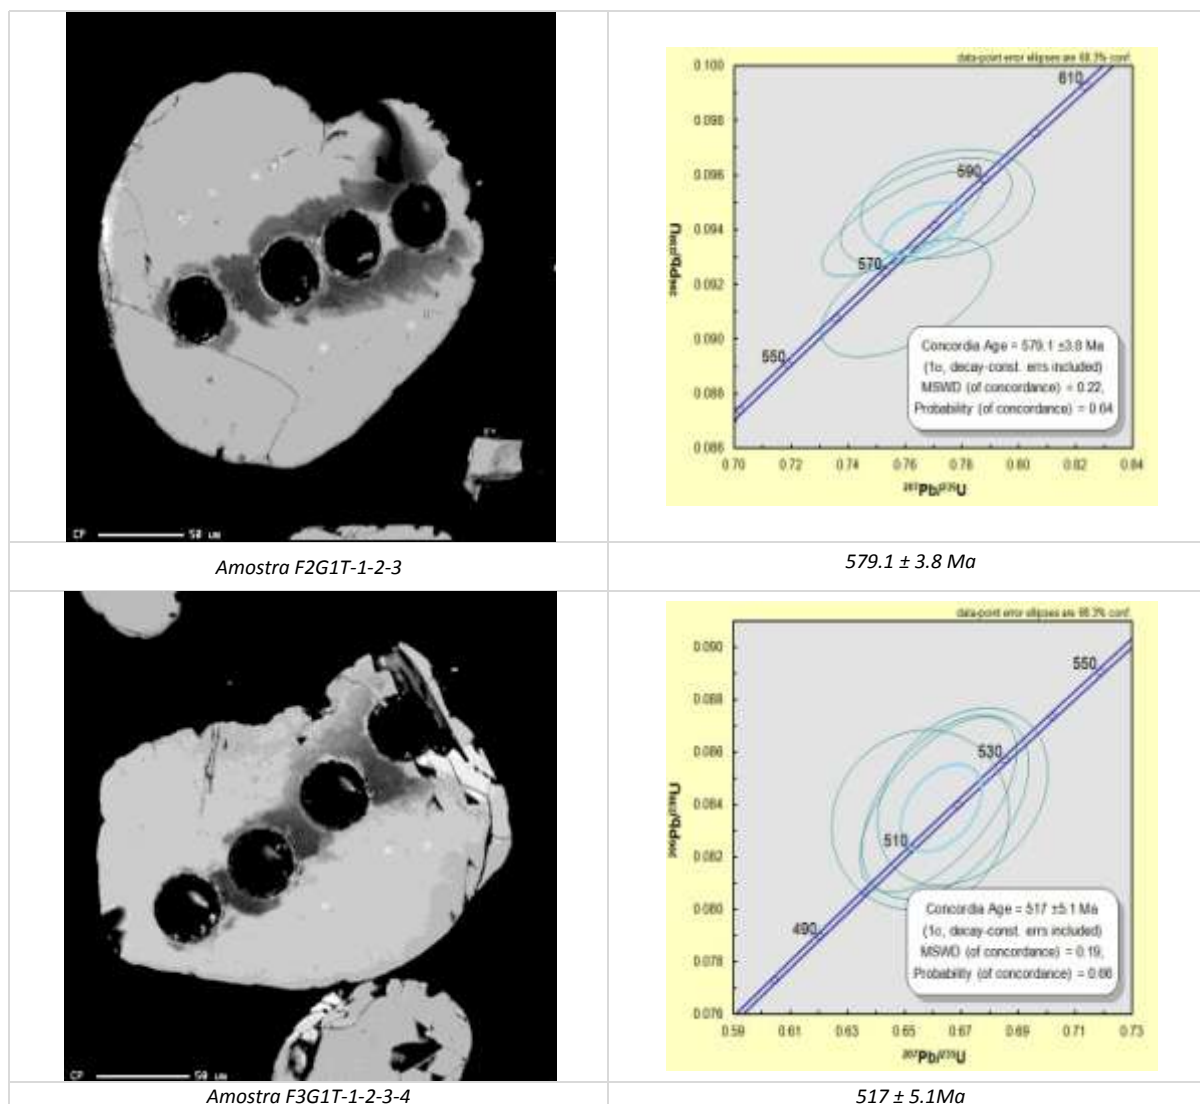 data-point error ellipses are 68.3% conf.
0.100
0.098
0.096
0.094
0.092
0.090
0.088
0.086
610
590
570
550
Concordia Age = 579.1 ±3.8 Ma
(1σ, decay-const. errs included)
MSWD (of concordance) = 0.22,
Probability (of concordance) = 0.64
0.70 0.72 0.74 0.76 0.78 0.80 0.82 0.84
²⁰⁷Pb/²³⁵U
²⁰⁶Pb/²³⁸U
CP 50 um
Amostra F2G1T-1-2-3
579.1 ± 3.8 Ma
data-point error ellipses are 68.3% conf.
0.090
0.088
0.086
0.084
0.082
0.080
0.078
0.076
550
530
510
490
Concordia Age = 517 ±5.1 Ma
(1σ, decay-const. errs included)
MSWD (of concordance) = 0.19,
Probability (of concordance) = 0.66
0.59 0.61 0.63 0.65 0.67 0.69 0.71 0.73
²⁰⁷Pb/²³⁵U
²⁰⁶Pb/²³⁸U
CP 50 um
Amostra F3G1T-1-2-3-4
517 ± 5.1Ma